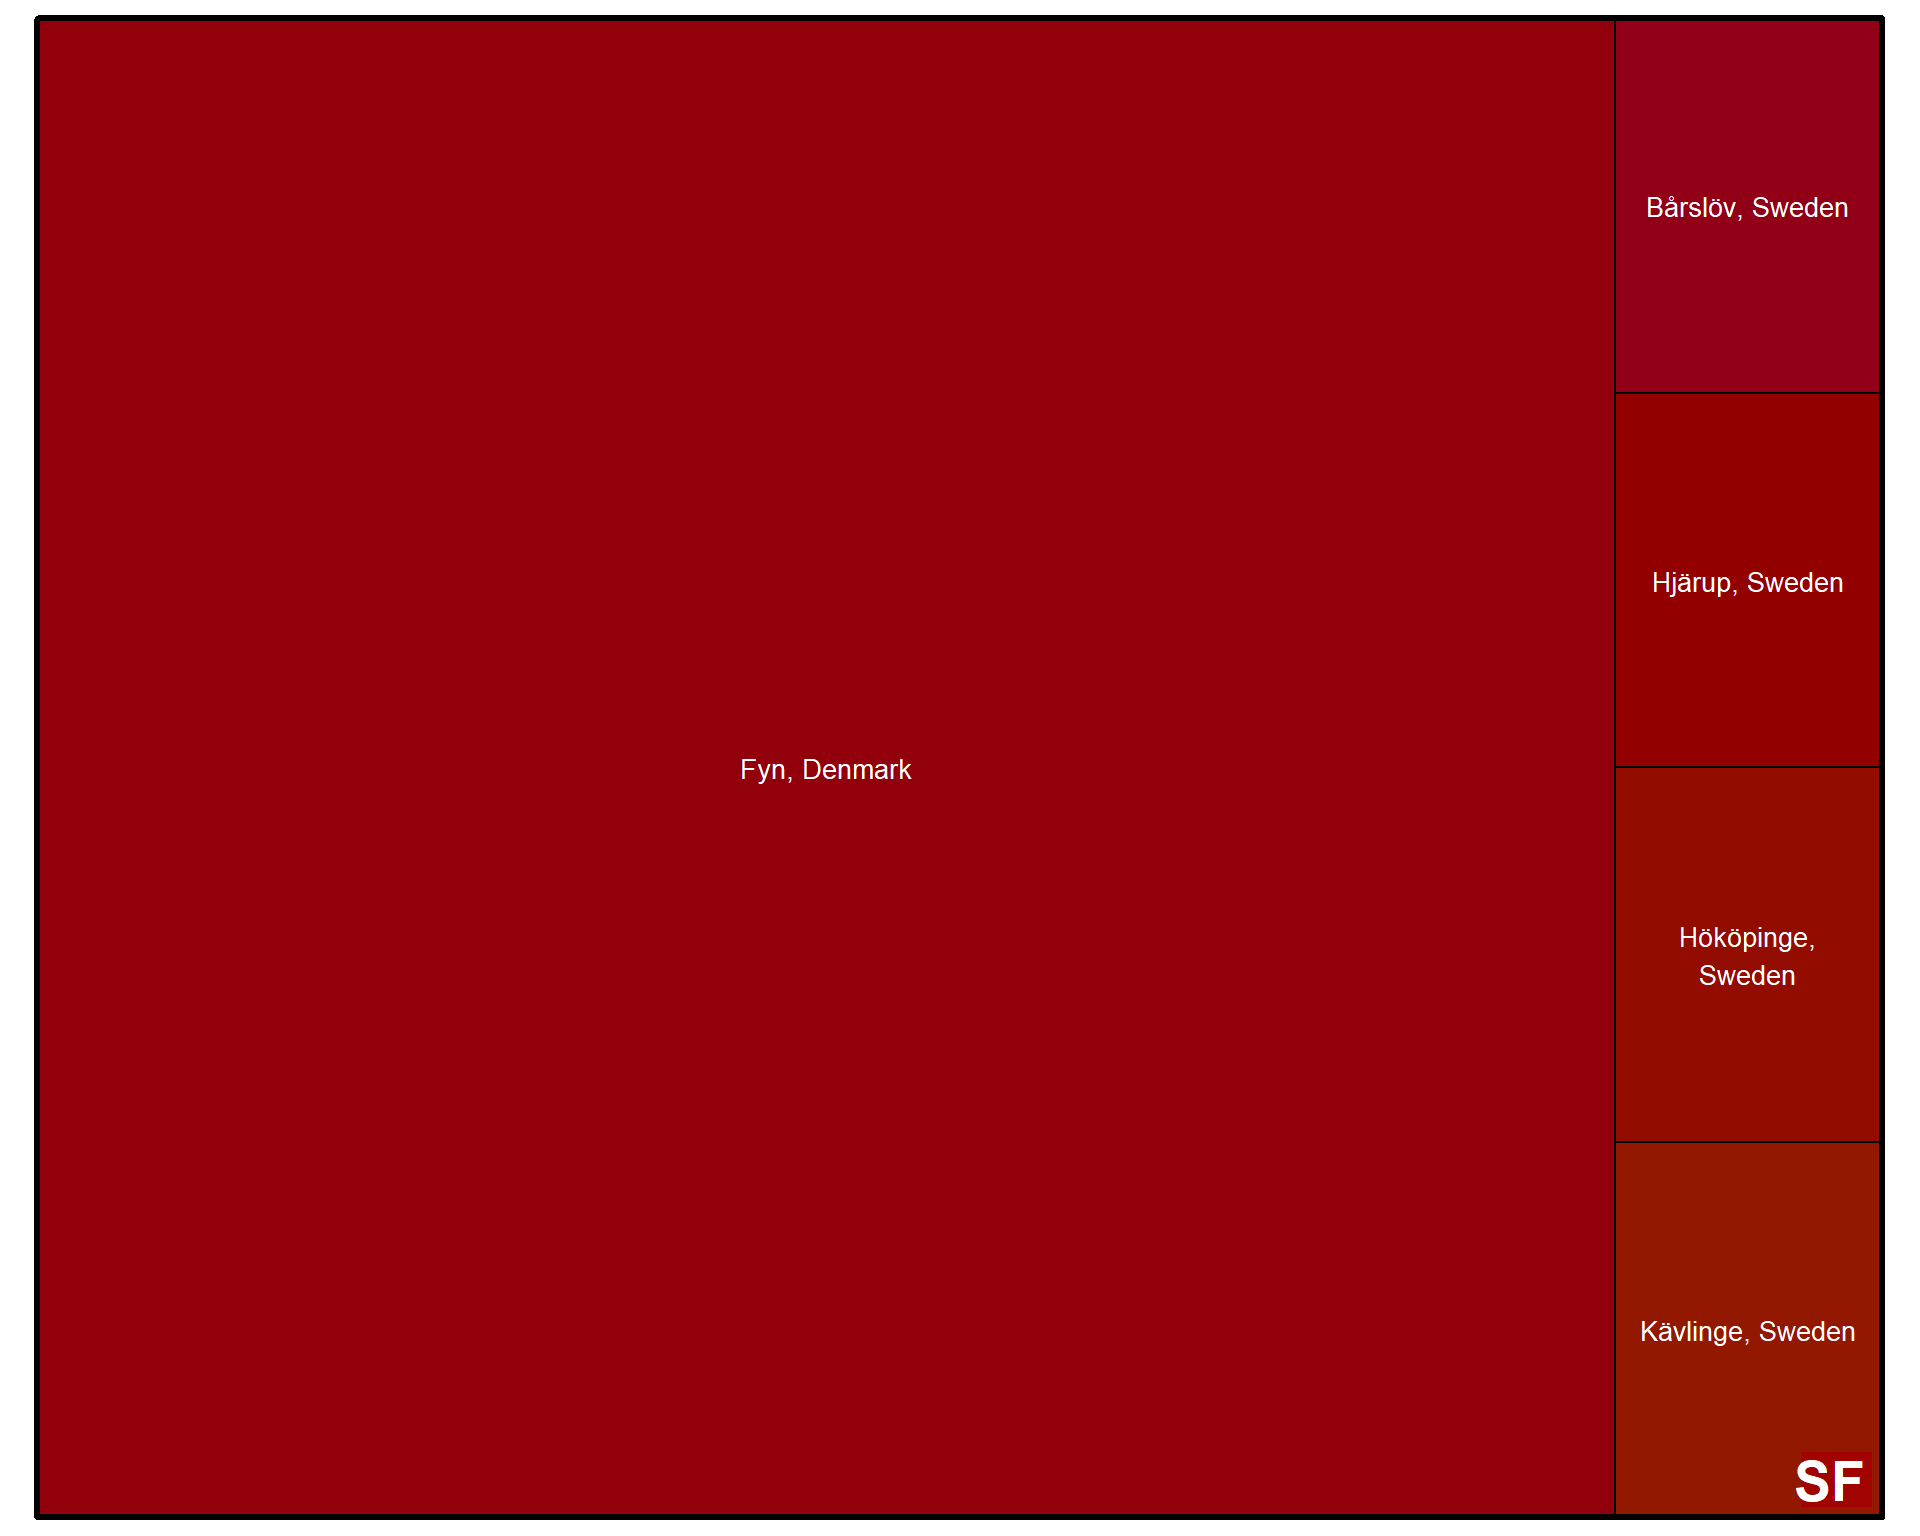 Bårslöv, Sweden
Hjärup, Sweden
Fyn, Denmark
Hököpinge,
Sweden
Kävlinge, Sweden
SF